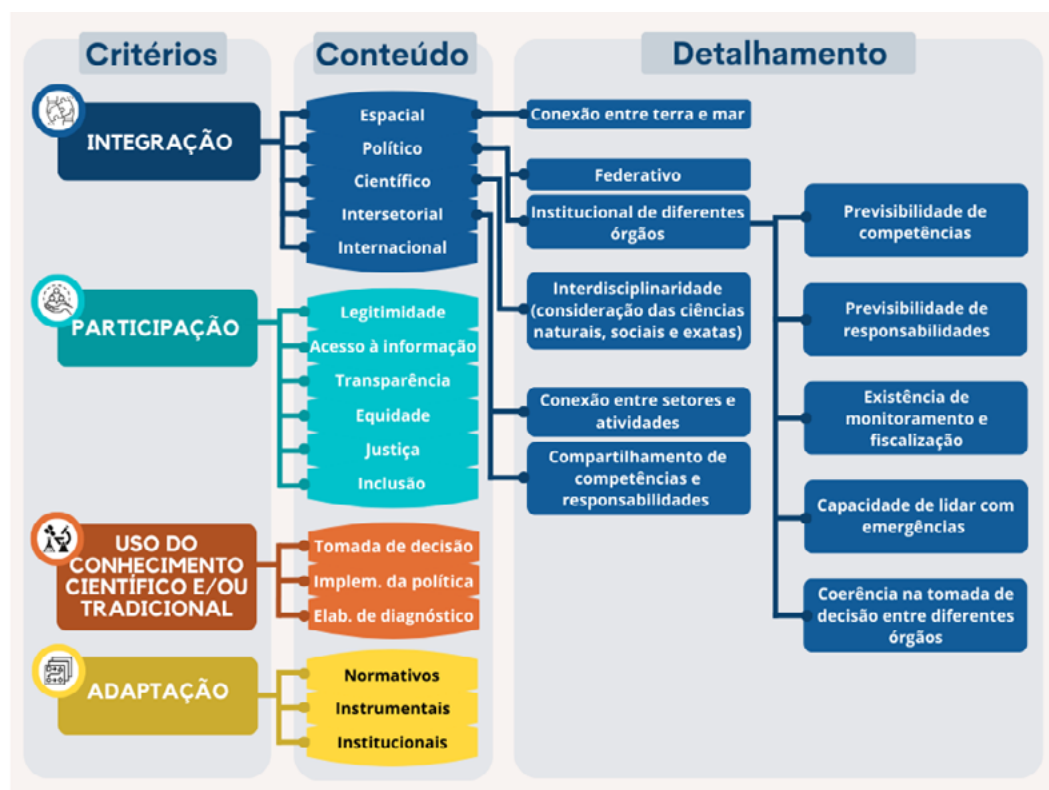 Critérios
Conteúdo
Detalhamento
INTEGRAÇÃO
Espacial
Político
Científico
Intersetorial
Internacional
Conexão entre terra e mar
Federativo
Institucional de diferentes
órgãos
Interdisciplinaridade
(consideração das ciências
naturais, sociais e exatas)
Conexão entre setores e
atividades
Compartilhamento de
competências e
responsabilidades
Previsibilidade de
competências
Previsibilidade de
responsabilidades
Existência de
monitoramento e
fiscalização
Capacidade de lidar com
emergências
Coerência na tomada de
decisão entre diferentes
órgãos
PARTICIPAÇÃO
Legitimidade
Acesso à informação
Transparência
Equidade
Justiça
Inclusão
USO DO
CONHECIMENTO
CIENTÍFICO E/OU
TRADICIONAL
Tomada de decisão
Implem. da política
Elab. de diagnóstico
ADAPTAÇÃO
Normativos
Instrumentais
Institucionais